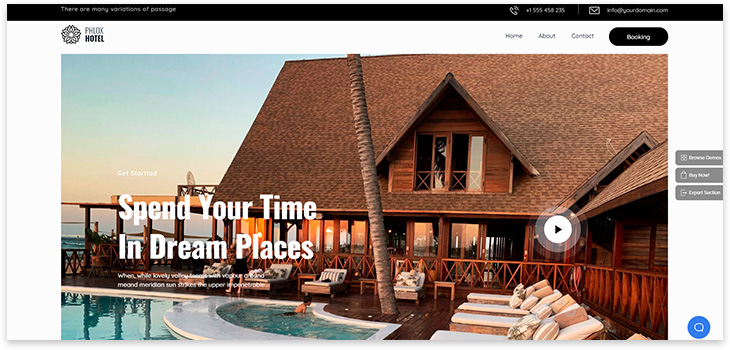 There are many variations of passage
+1 555 458 235
info@yourdomain.com
PHLOX
HOTEL
Home
About
Contact
Booking
Get Startted
Spend Your Time
In Dream Places
When, while lovely valley teems with vapour around
meand meridian sun strikes the upper impenetrable
Browse Demos
Buy Now!
Export Section